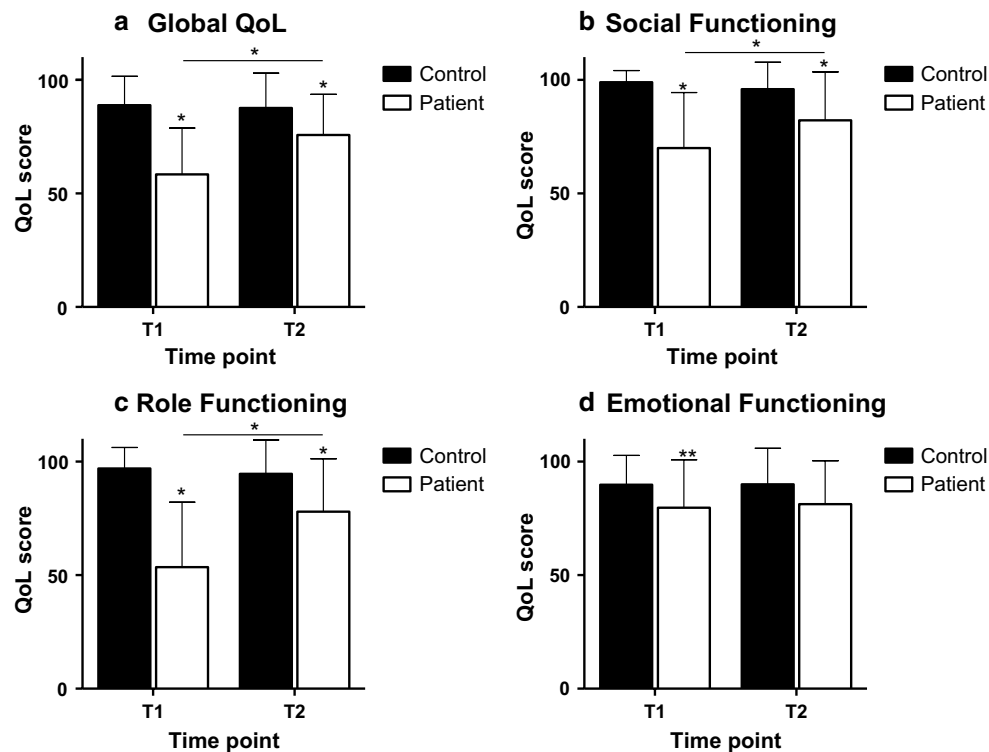 a Global QoL
*
100
50
0
QoL score
*
*
Control
Patient
T1 T2
Time point
b Social Functioning
*
100
50
0
QoL score
*
*
Control
Patient
T1 T2
Time point
c Role Functioning
*
100
50
0
QoL score
*
*
Control
Patient
T1 T2
Time point
d Emotional Functioning
100
50
0
QoL score
**
Control
Patient
T1 T2
Time point